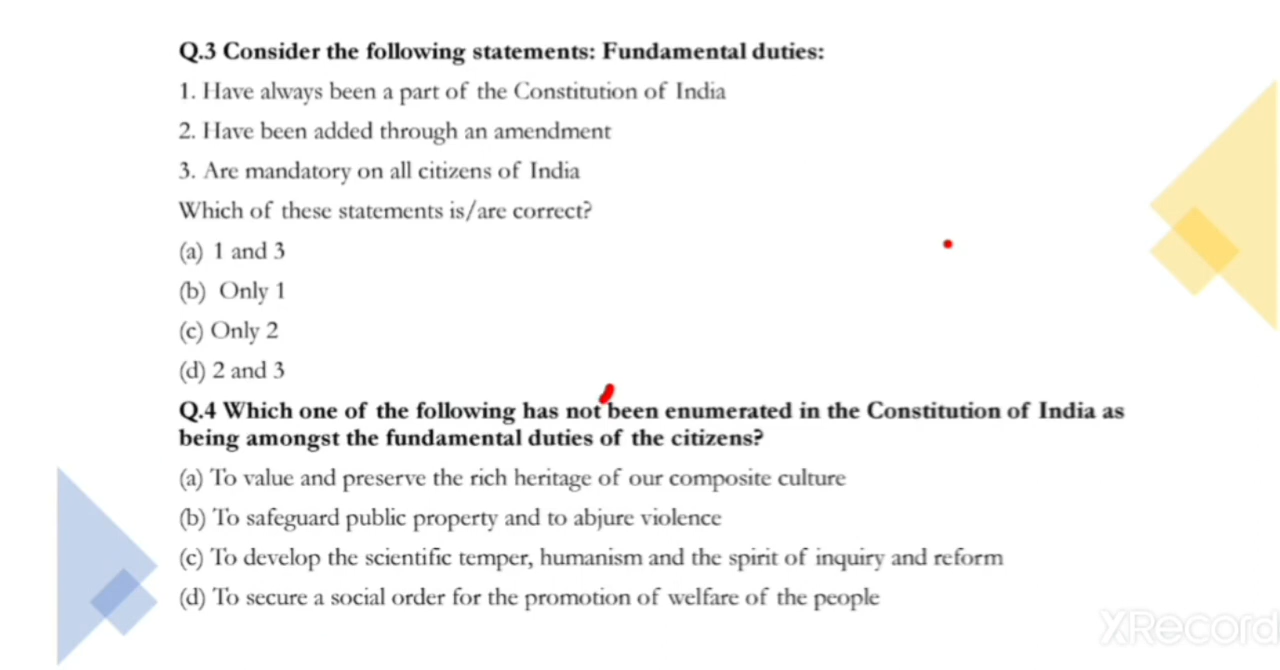 Q.3 Consider the following statements: Fundamental duties:
1. Have always been a part of the Constitution of India
2. Have been added through an amendment
3. Are mandatory on all citizens of India
Which of these statements is/are correct?
(a) 1 and 3
(b) Only 1
(c) Only 2
(d) 2 and 3
Q.4 Which one of the following has not been enumerated in the Constitution of India as
being amongst the fundamental duties of the citizens?
(a) To value and preserve the rich heritage of our composite culture
(b) To safeguard public property and to abjure violence
(c) To develop the scientific temper, humanism and the spirit of inquiry and reform
(d) To secure a social order for the promotion of welfare of the people
XRecord